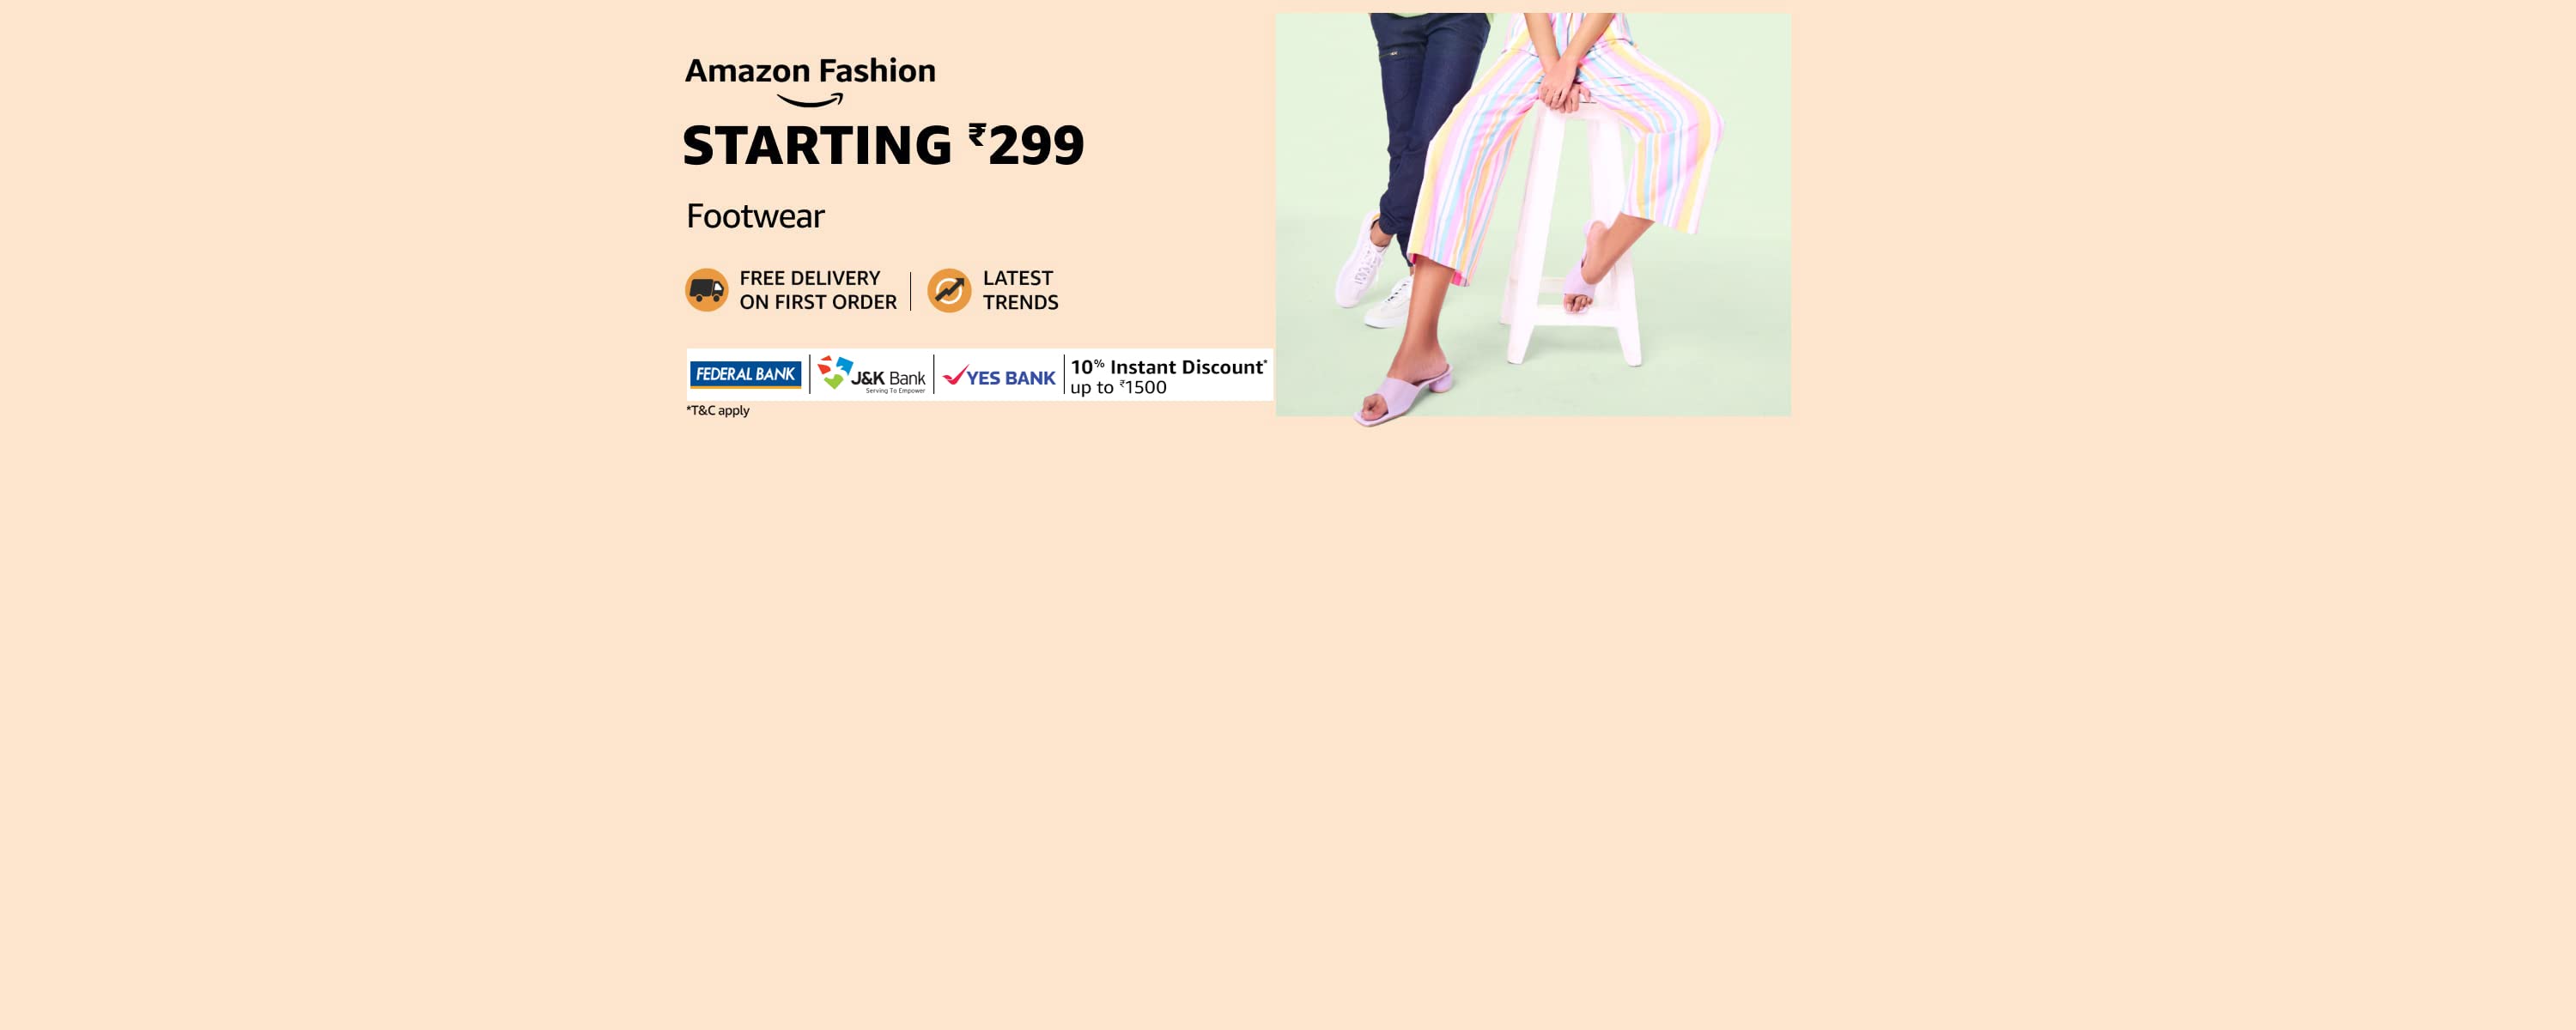 Amazon Fashion
STARTING ₹299
Footwear
FREE DELIVERY
ON FIRST ORDER
LATEST
TRENDS
FEDERAL BANK
J&K Bank
Serving To Empower
YES BANK
10% Instant Discount*
up to ₹1500
*T&C apply